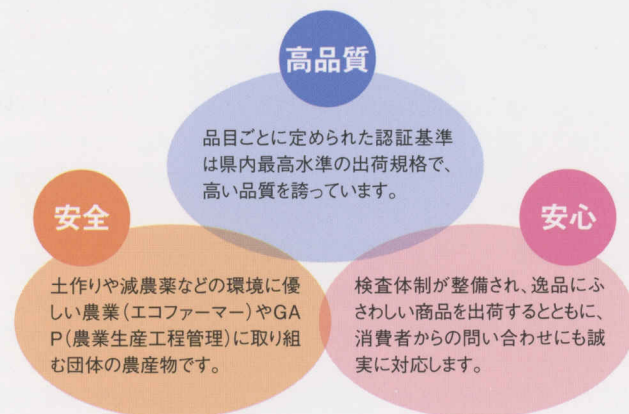 高品質
品目ごとに定められた認証基準
は県内最高水準の出荷規格で、
高い品質を誇っています。
安全
土作りや減農薬などの環境に優
しい農業(エコファーマー)やGA
P(農業生産工程管理)に取り組
む団体の農産物です。
安心
検査体制が整備され、逸品にふ
さわしい商品を出荷するとともに、
消費者からの問い合わせにも誠
実に対応します。